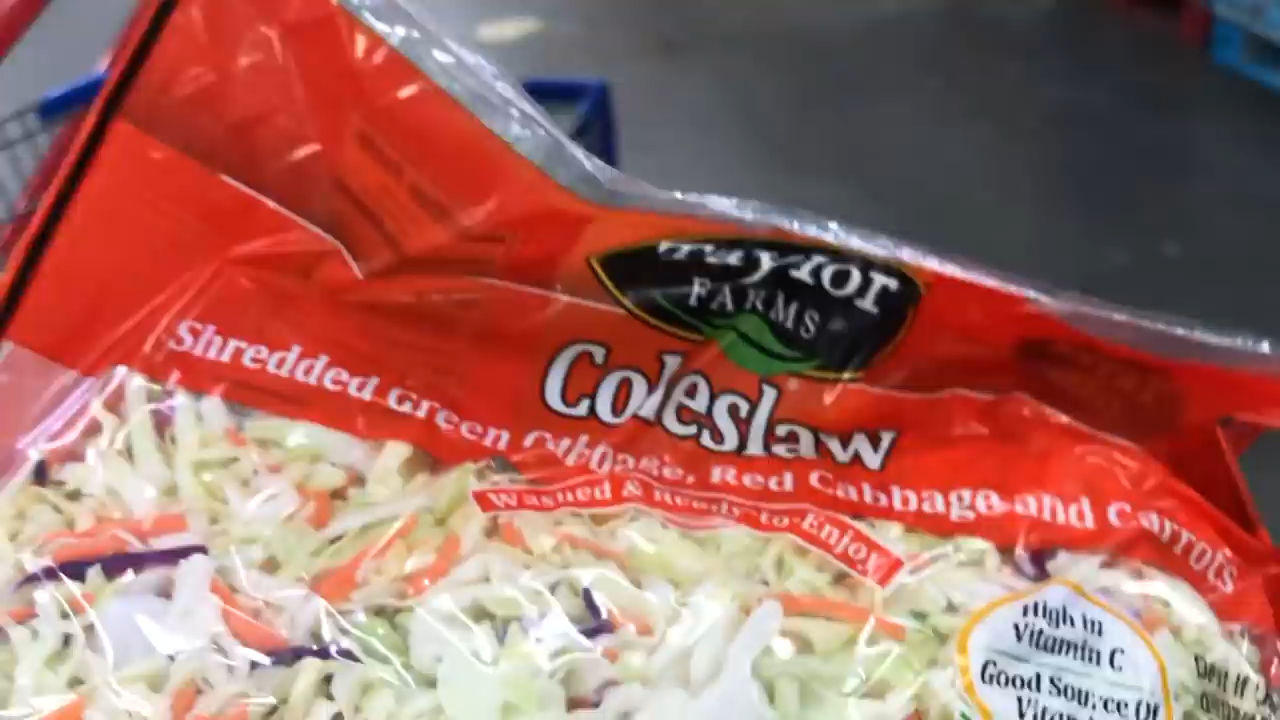 Taylor
FARMS
Coleslaw
Shredded Green Cabbage, Red Cabbage and Carrots
Washed & Ready-to-Enjoy
High in
Vitamin C
Good Source Of